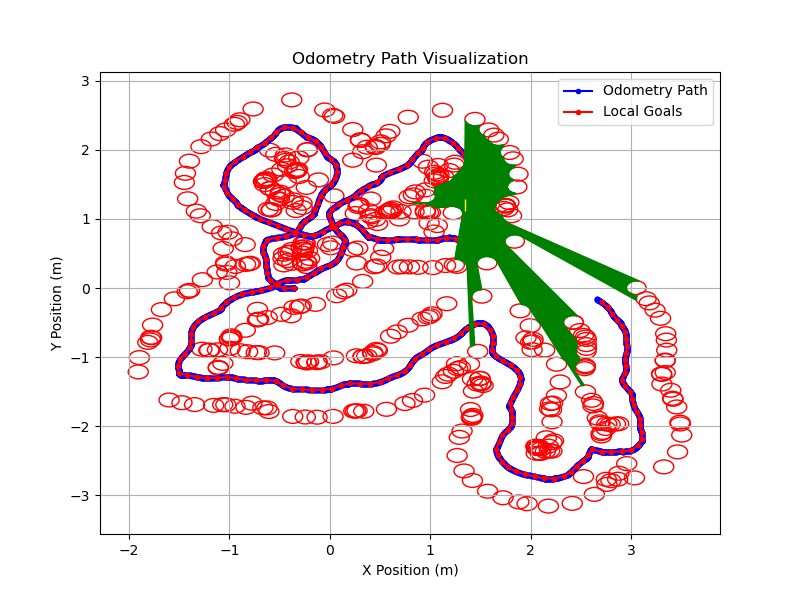 Odometry Path Visualization
Odometry Path
Local Goals
Y Position (m)
3
2
1
0
−1
−2
−3
−2
−1
0
1
2
3
X Position (m)